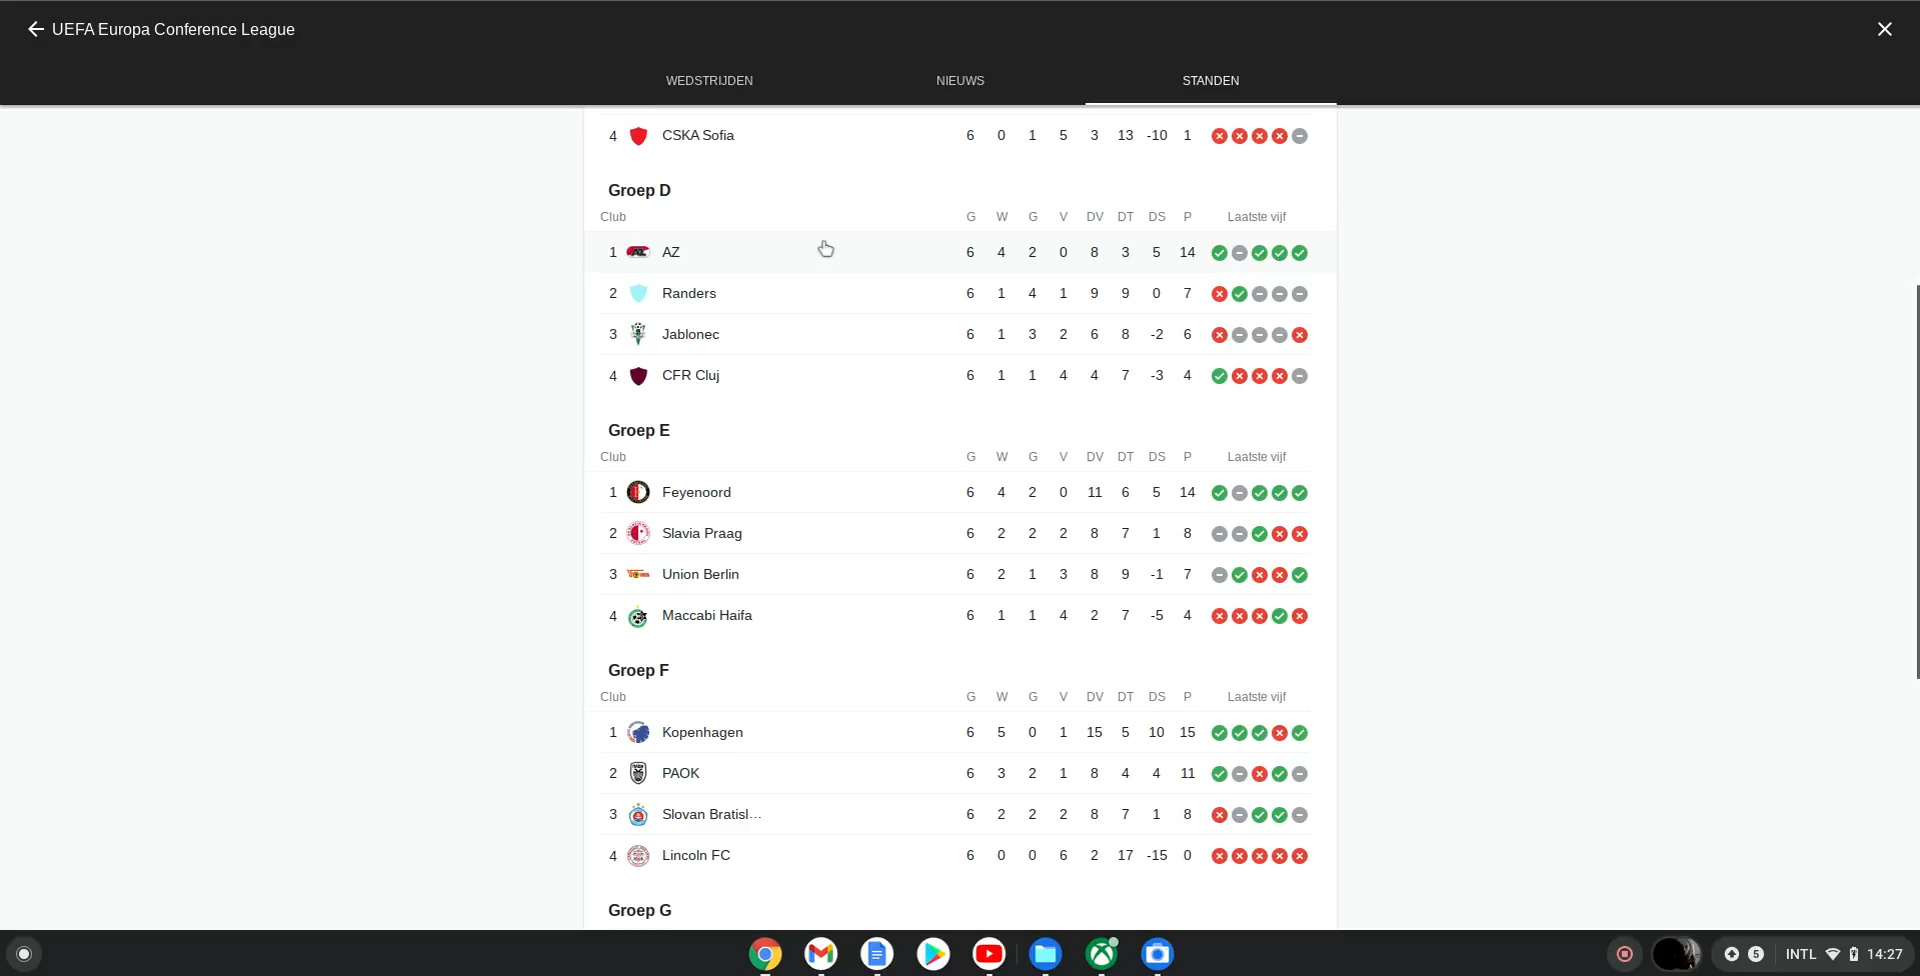 UEFA Europa Conference League
WEDSTRIJDEN NIEUWS STANDEN
4 CSKA Sofia 6 0 1 5 3 13 -10 1
Groep D
Club G W G V DV DT DS P Laatste vijf
1 AZ 6 4 2 0 8 3 5 14
2 Randers 6 1 4 1 9 9 0 7
3 Jablonec 6 1 3 2 6 8 -2 6
4 CFR Cluj 6 1 1 4 4 7 -3 4
Groep E
Club G W G V DV DT DS P Laatste vijf
1 Feyenoord 6 4 2 0 11 6 5 14
2 Slavia Praag 6 2 2 2 8 7 1 8
3 Union Berlin 6 2 1 3 8 9 -1 7
4 Maccabi Haifa 6 1 1 4 2 7 -5 4
Groep F
Club G W G V DV DT DS P Laatste vijf
1 Kopenhagen 6 5 0 1 15 5 10 15
2 PAOK 6 3 2 1 8 4 4 11
3 Slovan Bratisl... 6 2 2 2 8 7 1 8
4 Lincoln FC 6 0 0 6 2 17 -15 0
Groep G
5 INTL 14:27